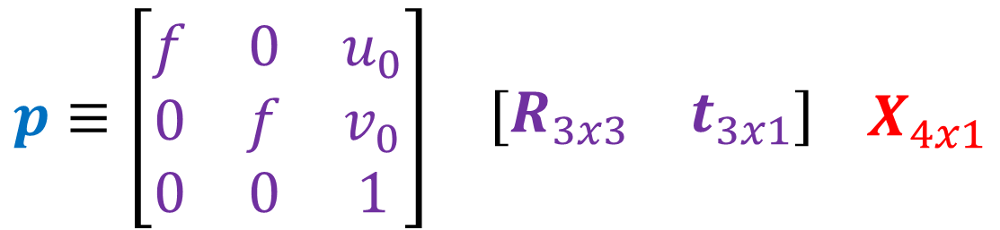 f 0 u₀
p ≡ 0 f v₀ [R₃ₓ₃ t₃ₓ₁] X₄ₓ₁
0 0 1